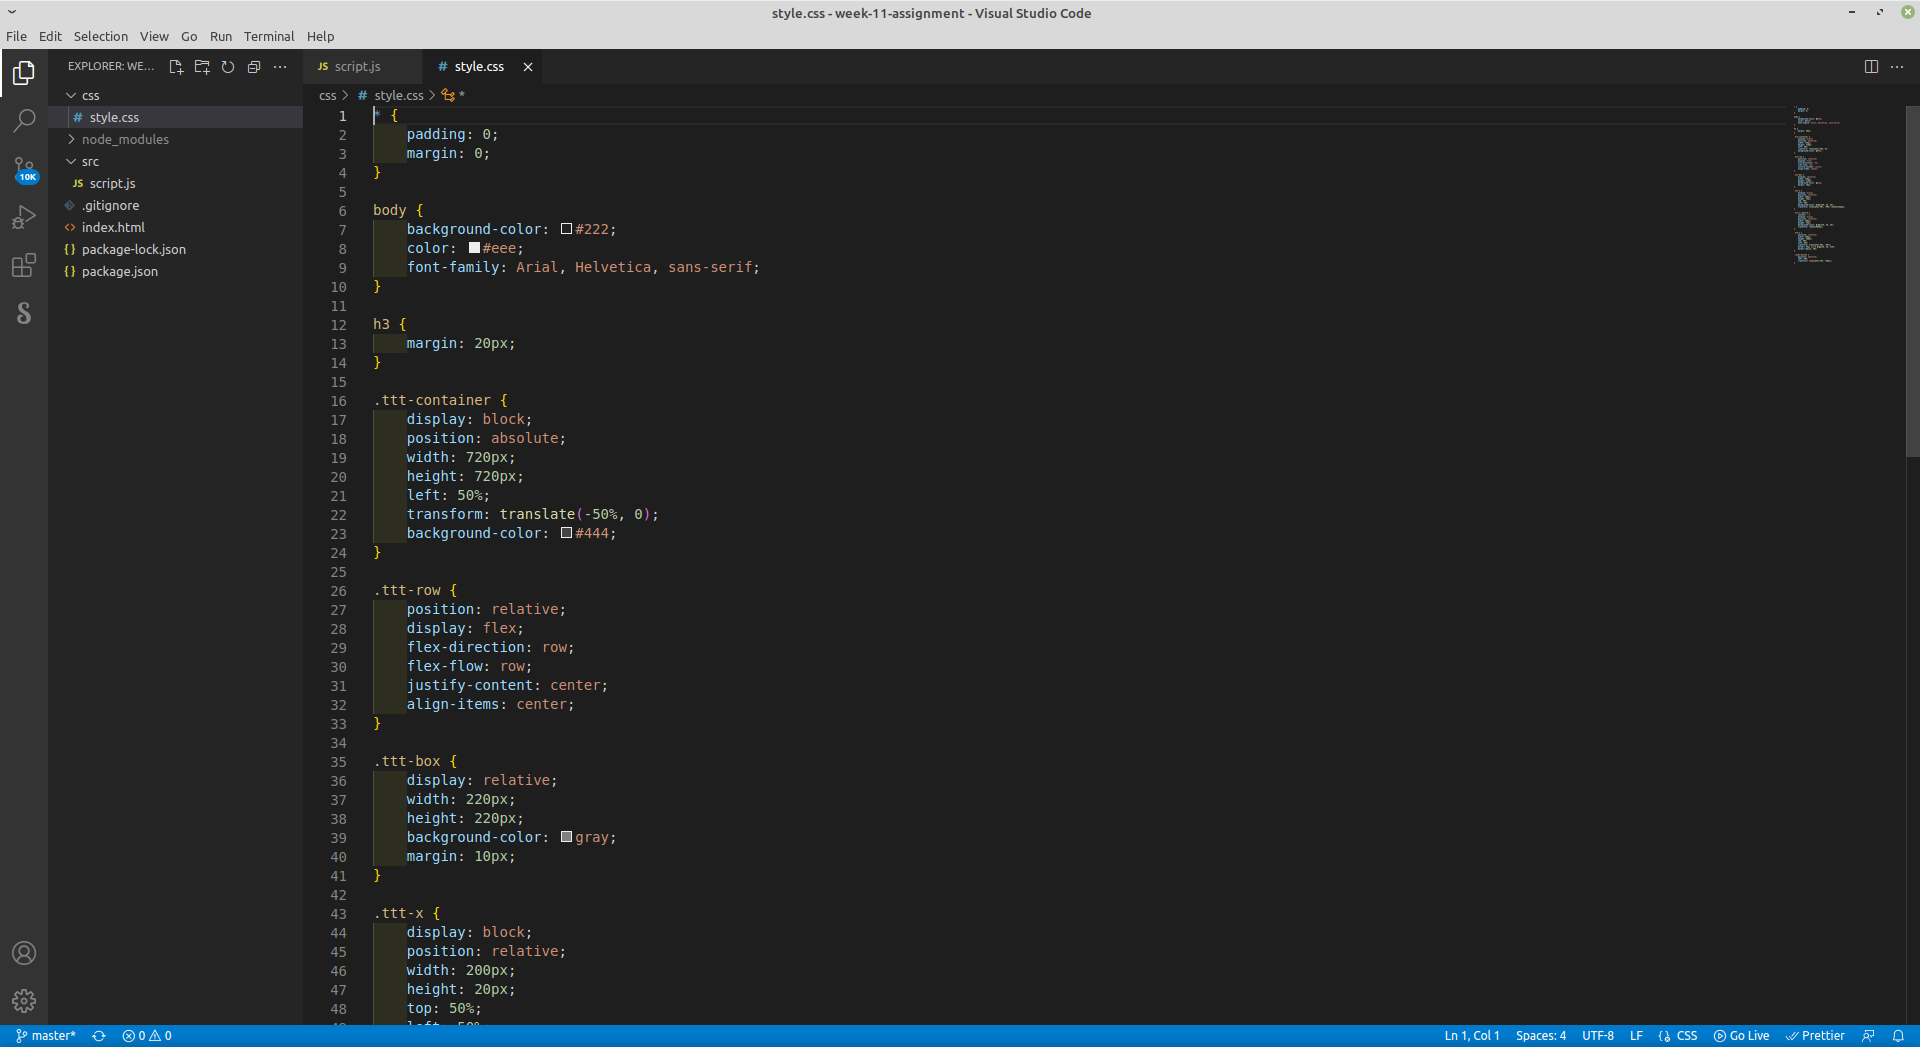 style.css - week-11-assignment - Visual Studio Code
File Edit Selection View Go Run Terminal Help
EXPLORER: WE...
JS script.js
# style.css
css
# style.css
node_modules
src
JS script.js
.gitignore
<> index.html
{} package-lock.json
{} package.json
10K
css > # style.css > *
1 * {
2     padding: 0;
3     margin: 0;
4 }
5
6 body {
7     background-color: #222;
8     color: #eee;
9     font-family: Arial, Helvetica, sans-serif;
10 }
11
12 h3 {
13     margin: 20px;
14 }
15
16 .ttt-container {
17     display: block;
18     position: absolute;
19     width: 720px;
20     height: 720px;
21     left: 50%;
22     transform: translate(-50%, 0);
23     background-color: #444;
24 }
25
26 .ttt-row {
27     position: relative;
28     display: flex;
29     flex-direction: row;
30     flex-flow: row;
31     justify-content: center;
32     align-items: center;
33 }
34
35 .ttt-box {
36     display: relative;
37     width: 220px;
38     height: 220px;
39     background-color: gray;
40     margin: 10px;
41 }
42
43 .ttt-x {
44     display: block;
45     position: relative;
46     width: 200px;
47     height: 20px;
48     top: 50%;
master* 0 0 Ln 1, Col 1 Spaces: 4 UTF-8 LF {} CSS Go Live Prettier